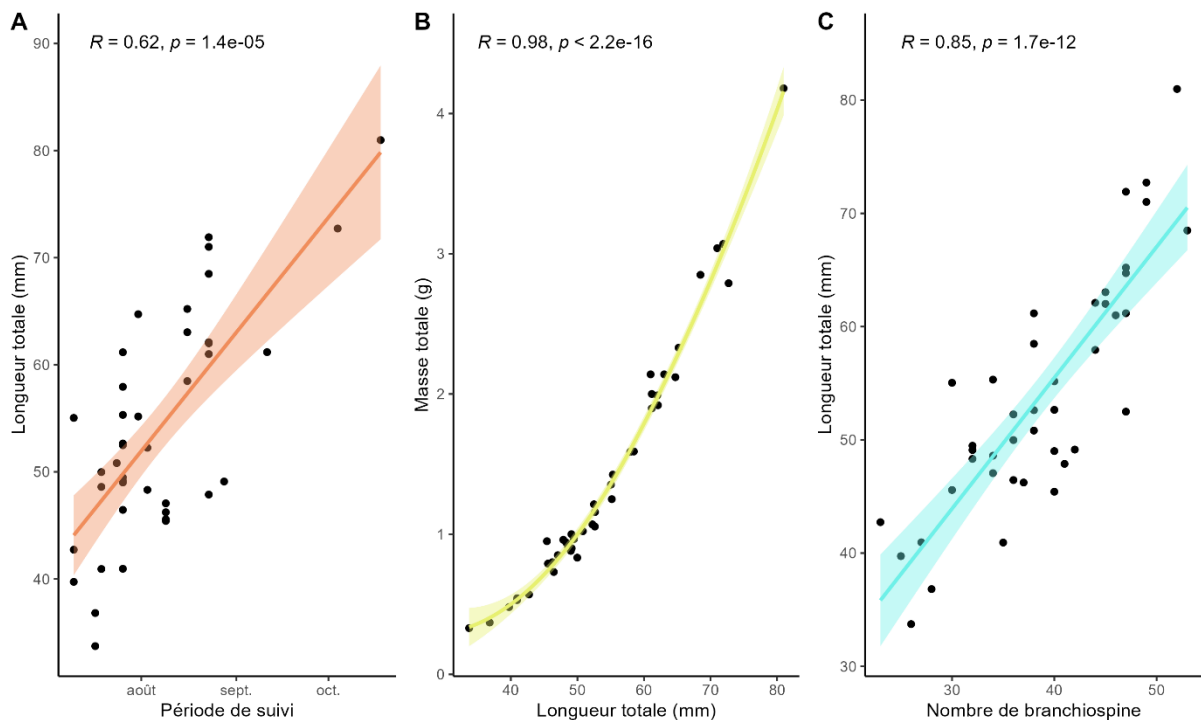 A
R = 0.62, p = 1.4e-05
90
80
70
60
50
40
Longueur totale (mm)
août
sept.
oct.
Période de suivi
B
R = 0.98, p < 2.2e-16
4
3
2
1
0
Masse totale (g)
40
50
60
70
80
Longueur totale (mm)
C
R = 0.85, p = 1.7e-12
80
70
60
50
40
30
Longueur totale (mm)
30
40
50
Nombre de branchiospine